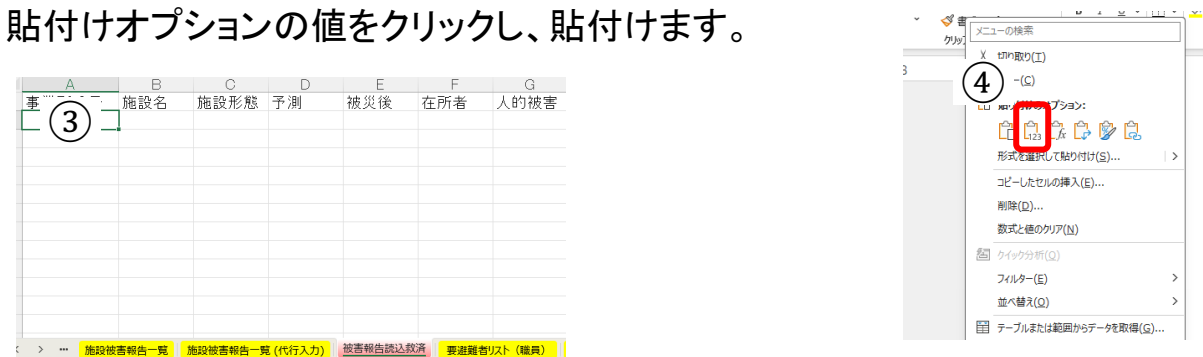 貼付けオプションの値をクリックし、貼付けます。
A B C D E F G
施設名 施設形態 予測 被災後 在所者 人的被害
③
施設被害報告一覧 施設被害報告一覧 (代行入力) 被害報告読込救済 要避難者リスト (職員)
メニューの検索
切り取り(T)
④ -(C)
貼り付けのオプション:
123 fx
形式を選択して貼り付け(S)...
コピーしたセルの挿入(E)...
削除(D)...
数式と値のクリア(N)
クイック分析(Q)
フィルター(E)
並べ替え(O)
テーブルまたは範囲からデータを取得(G)...